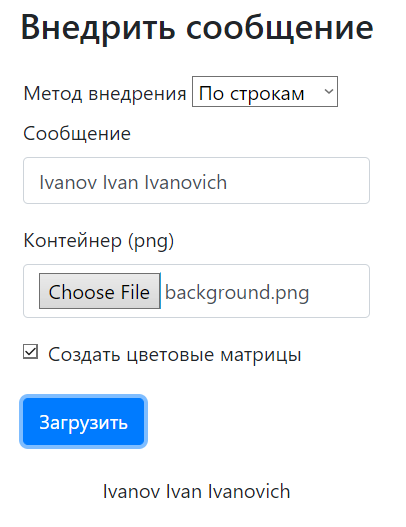 Внедрить сообщение
Метод внедрения По строкам
Сообщение
Ivanov Ivan Ivanovich
Контейнер (png)
Choose File background.png
Создать цветовые матрицы
Загрузить
Ivanov Ivan Ivanovich